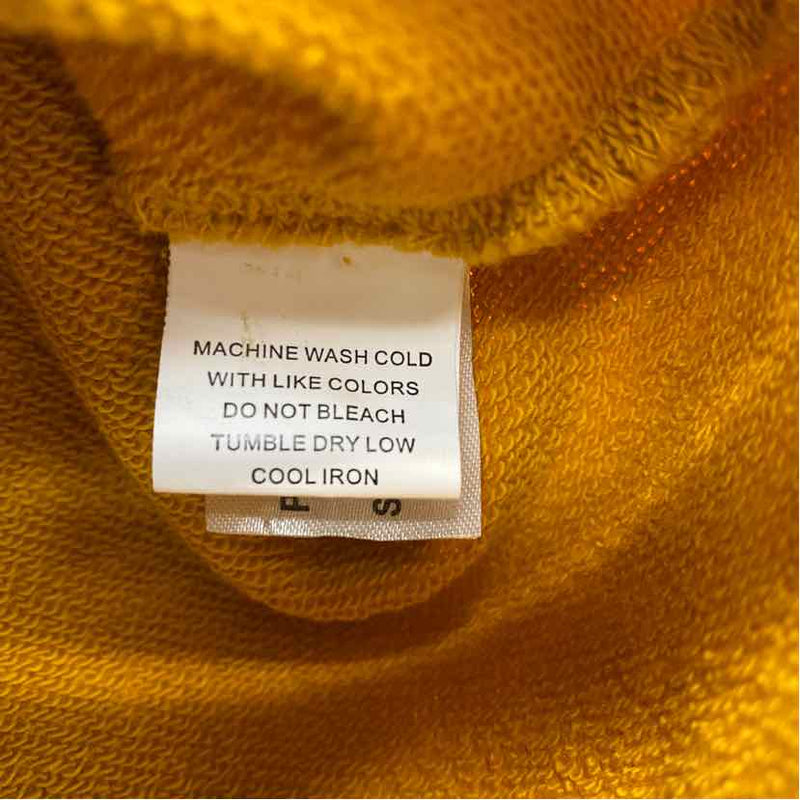 MACHINE WASH COLD
WITH LIKE COLORS
DO NOT BLEACH
TUMBLE DRY LOW
COOL IRON